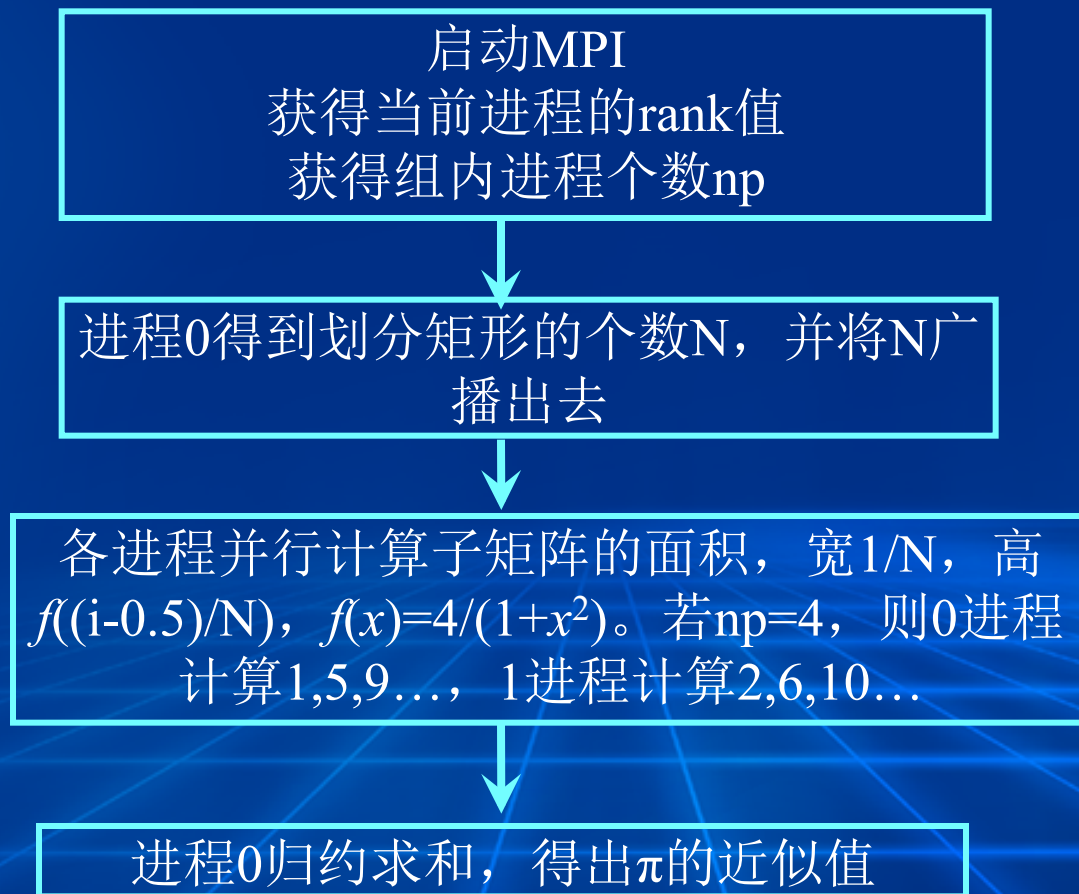 启动MPI
获得当前进程的rank值
获得组内进程个数np
进程0得到划分矩形的个数N，并将N广
播出去
各进程并行计算子矩阵的面积，宽1/N，高
f((i-0.5)/N)，f(x)=4/(1+x²)。若np=4，则0进程
计算1,5,9…，1进程计算2,6,10…
进程0归约求和，得出π的近似值